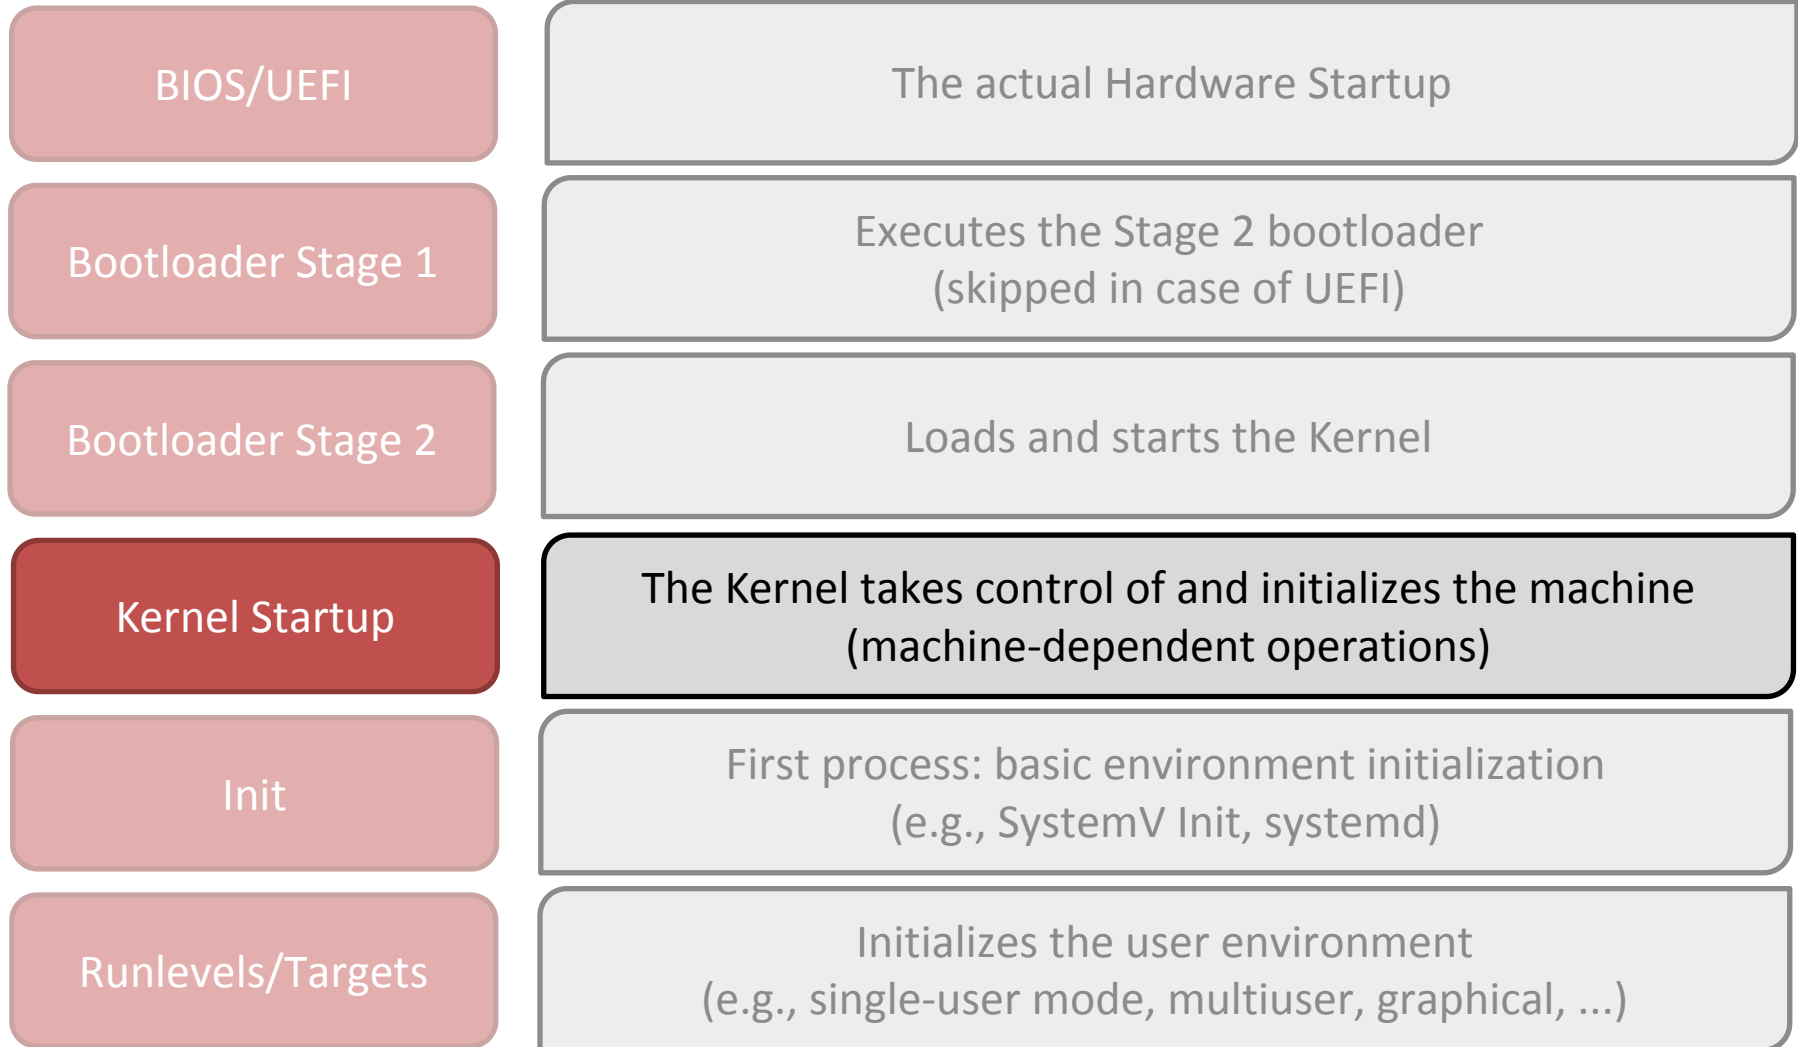 BIOS/UEFI
The actual Hardware Startup
Bootloader Stage 1
Executes the Stage 2 bootloader
(skipped in case of UEFI)
Bootloader Stage 2
Loads and starts the Kernel
Kernel Startup
The Kernel takes control of and initializes the machine
(machine-dependent operations)
Init
First process: basic environment initialization
(e.g., SystemV Init, systemd)
Runlevels/Targets
Initializes the user environment
(e.g., single-user mode, multiuser, graphical, ...)